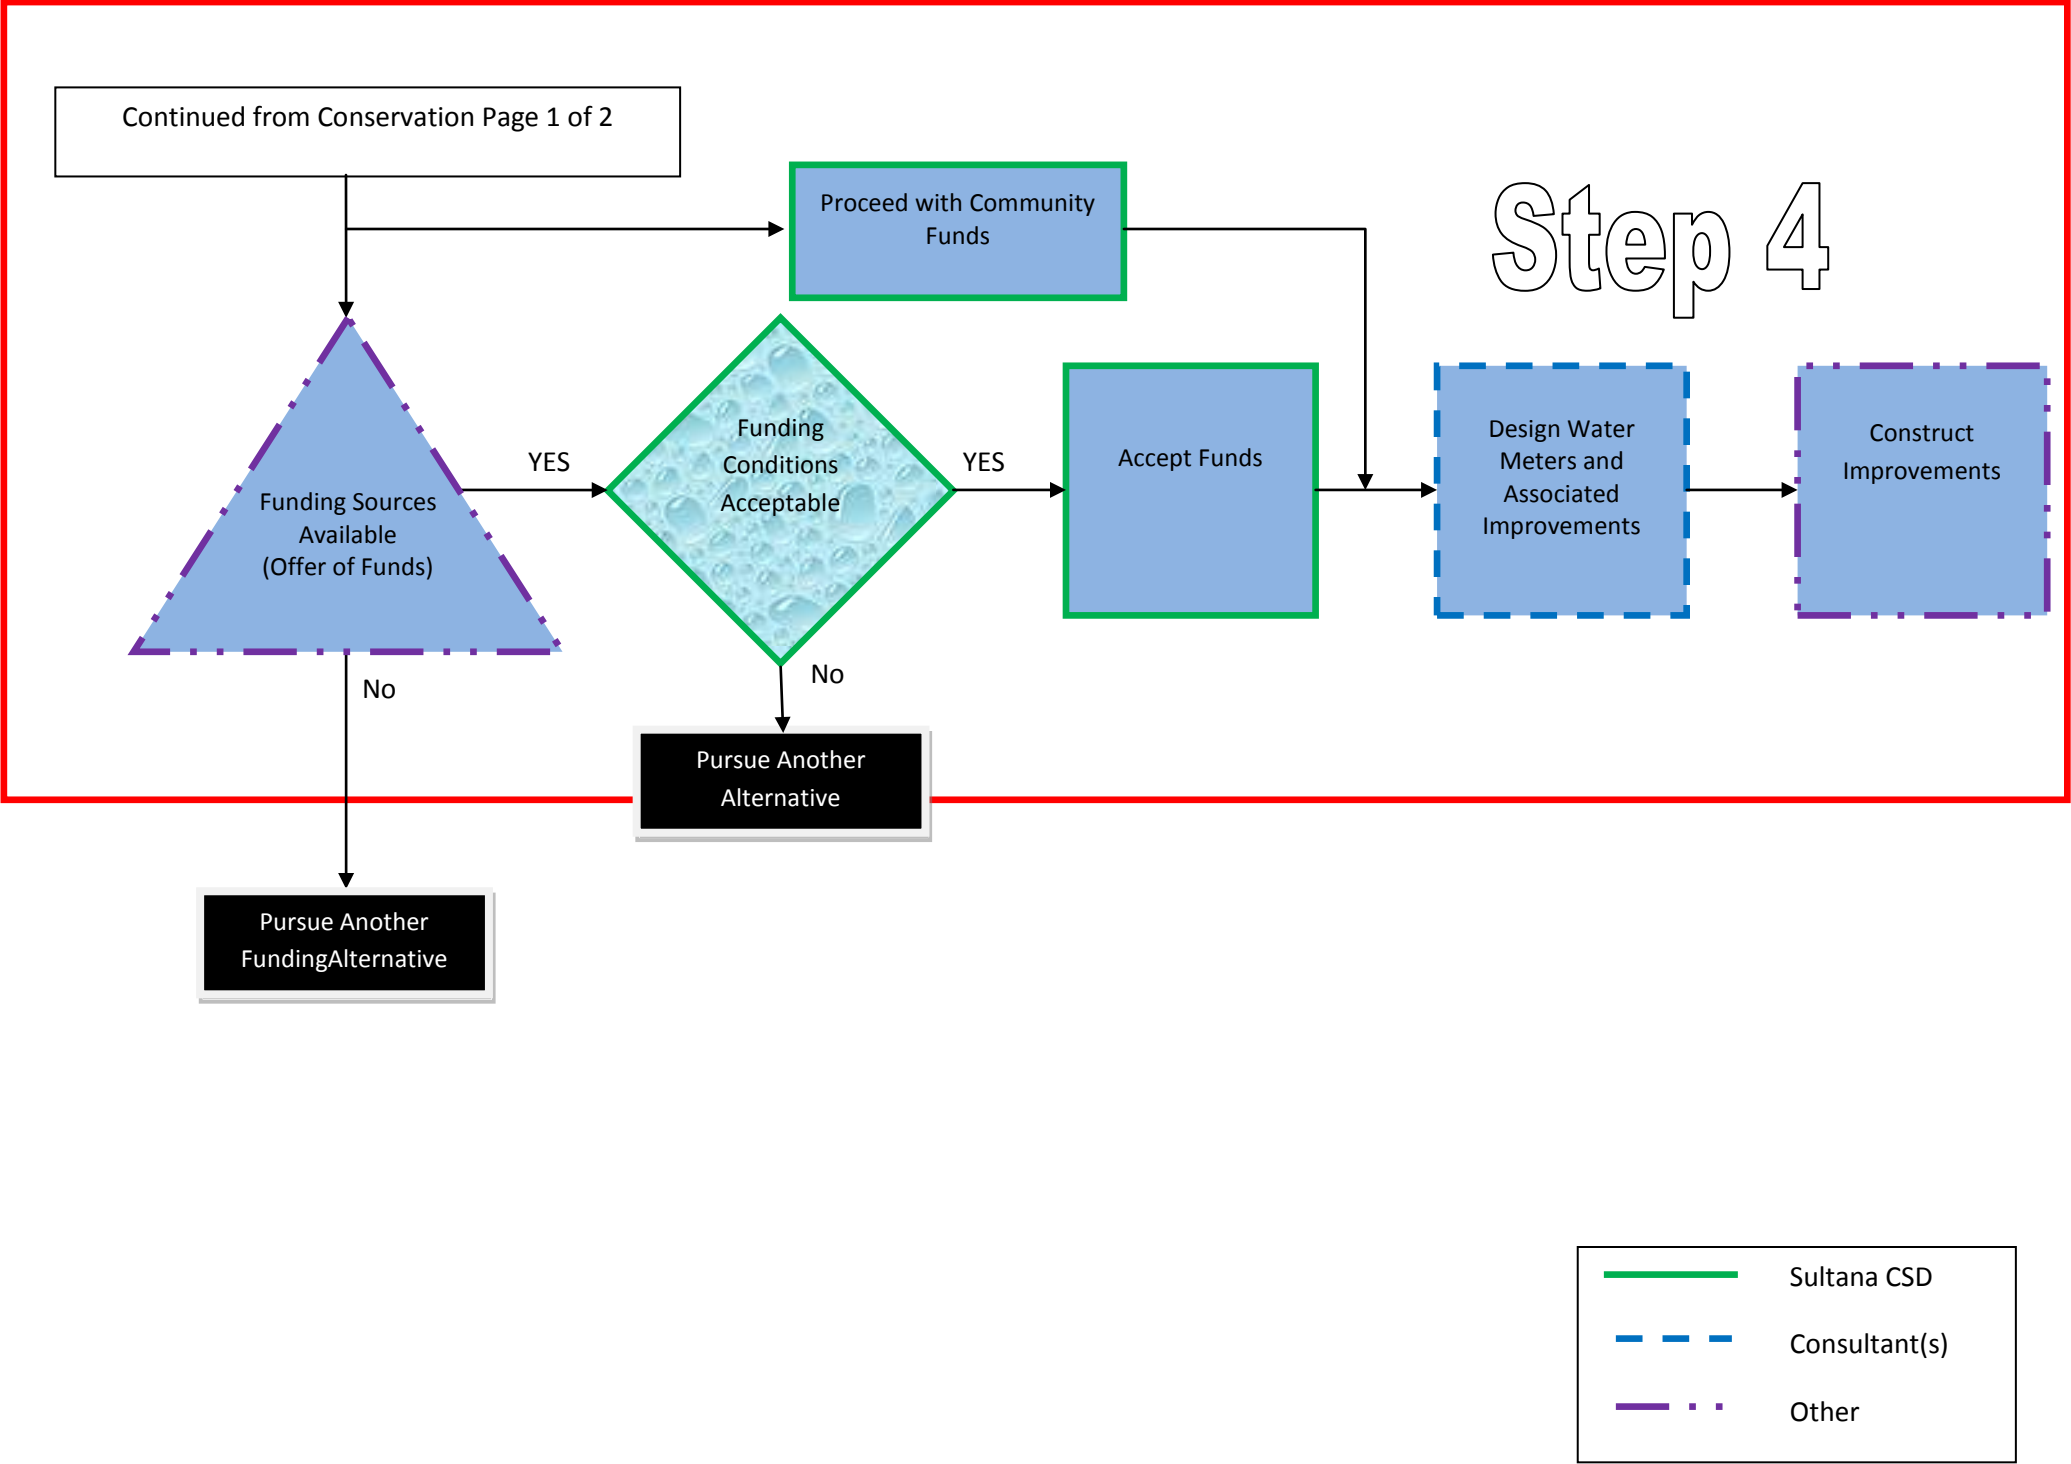 Continued from Conservation Page 1 of 2
Proceed with Community
Funds
Step 4
Funding Sources
Available
(Offer of Funds)
YES
No
Funding
Conditions
Acceptable
YES
No
Accept Funds
Design Water
Meters and
Associated
Improvements
Construct
Improvements
Pursue Another
Alternative
Pursue Another
FundingAlternative
Sultana CSD
Consultant(s)
Other